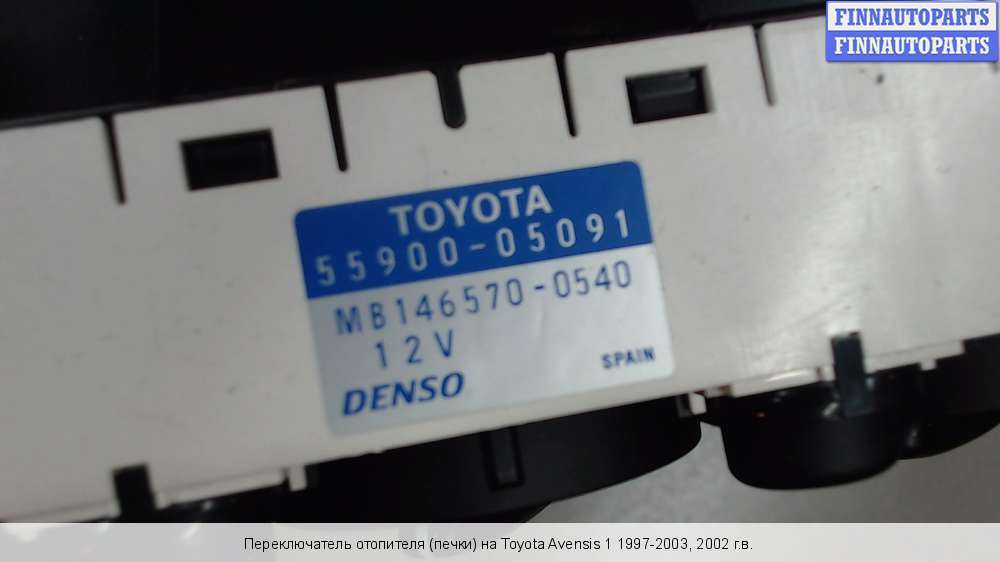 FINNAUTOPARTS
FINNAUTOPARTS
TOYOTA
55900-05091
MB146570-0540
12V
SPAIN
DENSO
Переключатель отопителя (печки) на Toyota Avensis 1 1997-2003, 2002 г.в.